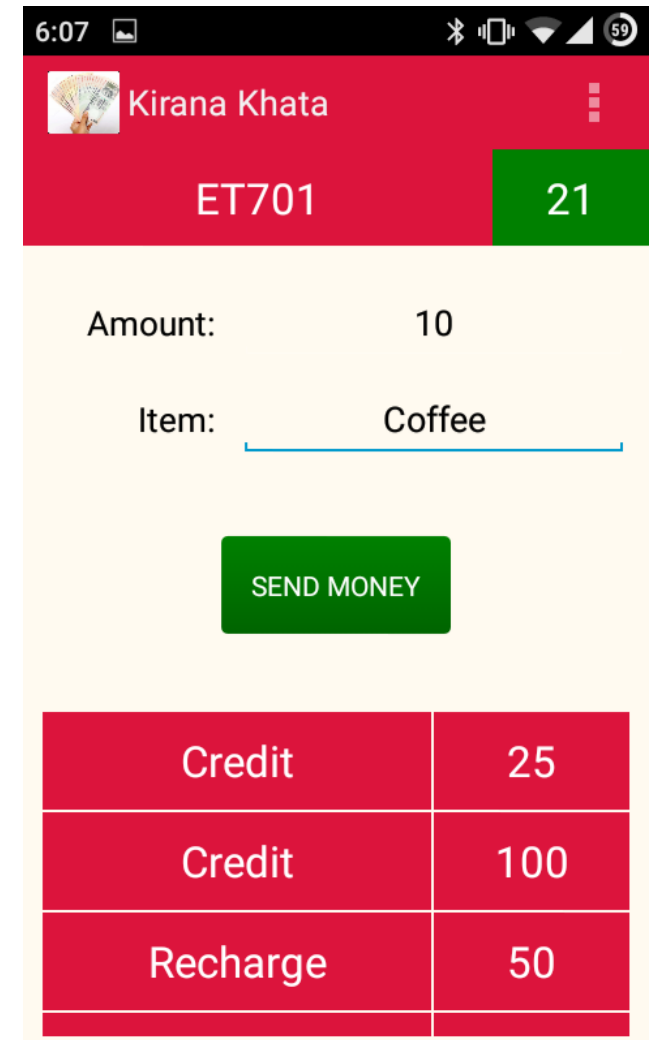 6:07 59
Kirana Khata
ET701 21
Amount: 10
Item: Coffee
SEND MONEY
Credit 25
Credit 100
Recharge 50